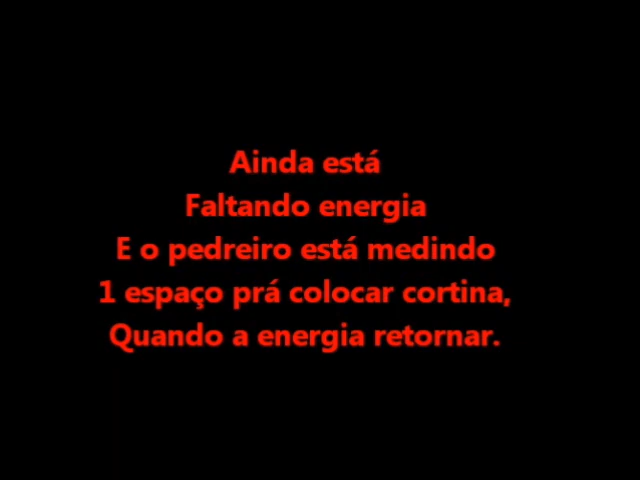 Ainda está
Faltando energia
E o pedreiro está medindo
1 espaço prá colocar cortina,
Quando a energia retornar.